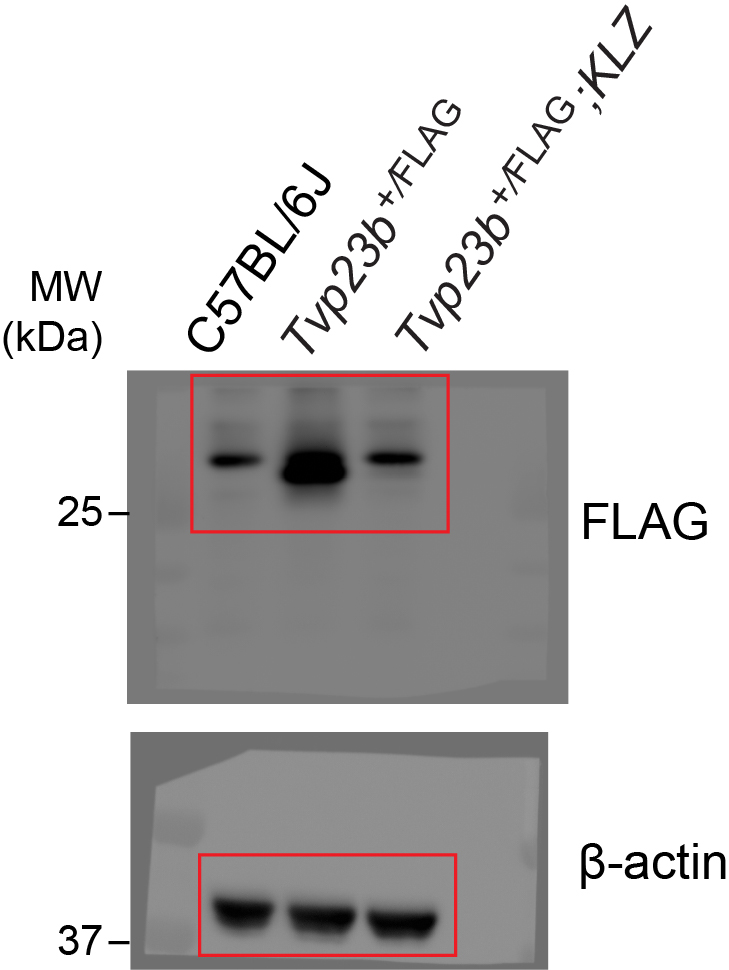 MW
(kDa)
C57BL/6J
Tvp23b+/FLAG
Tvp23b+/FLAG;KLZ
25
FLAG
β-actin
37